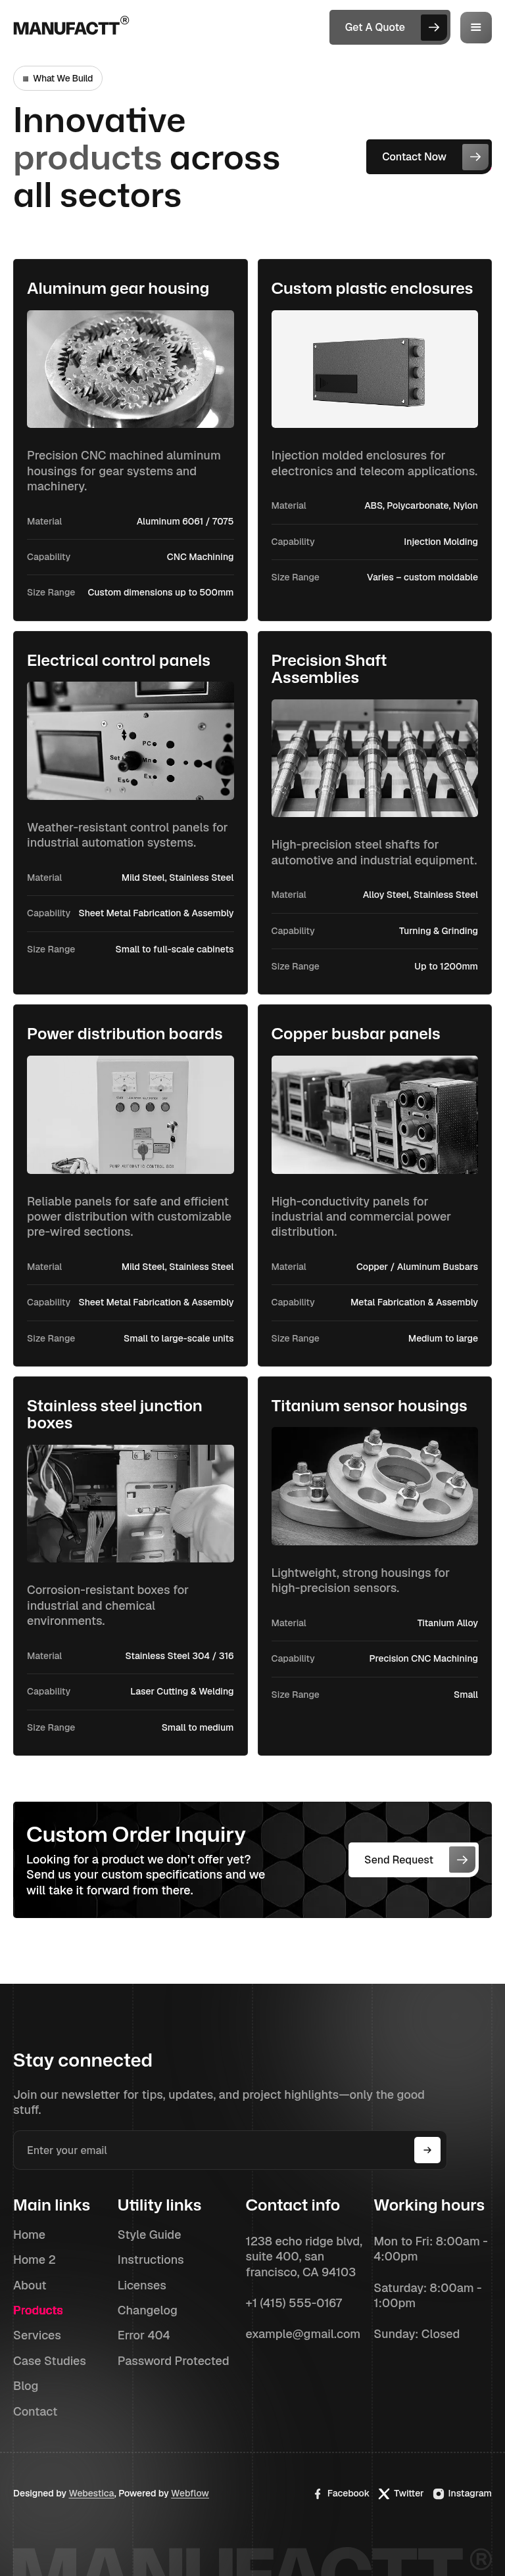 MANUFACTT®
Get A Quote
What We Build
Innovative
products across
all sectors
Contact Now
Aluminum gear housing
Precision CNC machined aluminum
housings for gear systems and
machinery.
Material Aluminum 6061 / 7075
Capability CNC Machining
Size Range Custom dimensions up to 500mm
Custom plastic enclosures
Injection molded enclosures for
electronics and telecom applications.
Material ABS, Polycarbonate, Nylon
Capability Injection Molding
Size Range Varies – custom moldable
Electrical control panels
PC
Set
Mn
Esc
Ex
Weather-resistant control panels for
industrial automation systems.
Material Mild Steel, Stainless Steel
Capability Sheet Metal Fabrication & Assembly
Size Range Small to full-scale cabinets
Precision Shaft
Assemblies
High-precision steel shafts for
automotive and industrial equipment.
Material Alloy Steel, Stainless Steel
Capability Turning & Grinding
Size Range Up to 1200mm
Power distribution boards
Reliable panels for safe and efficient
power distribution with customizable
pre-wired sections.
Material Mild Steel, Stainless Steel
Capability Sheet Metal Fabrication & Assembly
Size Range Small to large-scale units
Copper busbar panels
High-conductivity panels for
industrial and commercial power
distribution.
Material Copper / Aluminum Busbars
Capability Metal Fabrication & Assembly
Size Range Medium to large
Stainless steel junction
boxes
Corrosion-resistant boxes for
industrial and chemical
environments.
Material Stainless Steel 304 / 316
Capability Laser Cutting & Welding
Size Range Small to medium
Titanium sensor housings
Lightweight, strong housings for
high-precision sensors.
Material Titanium Alloy
Capability Precision CNC Machining
Size Range Small
Custom Order Inquiry
Looking for a product we don't offer yet?
Send us your custom specifications and we
will take it forward from there.
Send Request
Stay connected
Join our newsletter for tips, updates, and project highlights—only the good
stuff.
Enter your email
Main links
Home
Home 2
About
Products
Services
Case Studies
Blog
Contact
Utility links
Style Guide
Instructions
Licenses
Changelog
Error 404
Password Protected
Contact info
1238 echo ridge blvd,
suite 400, san
francisco, CA 94103
+1 (415) 555-0167
example@gmail.com
Working hours
Mon to Fri: 8:00am -
4:00pm
Saturday: 8:00am -
1:00pm
Sunday: Closed
Designed by Webestica, Powered by Webflow
Facebook
Twitter
Instagram
MANUFACTT®